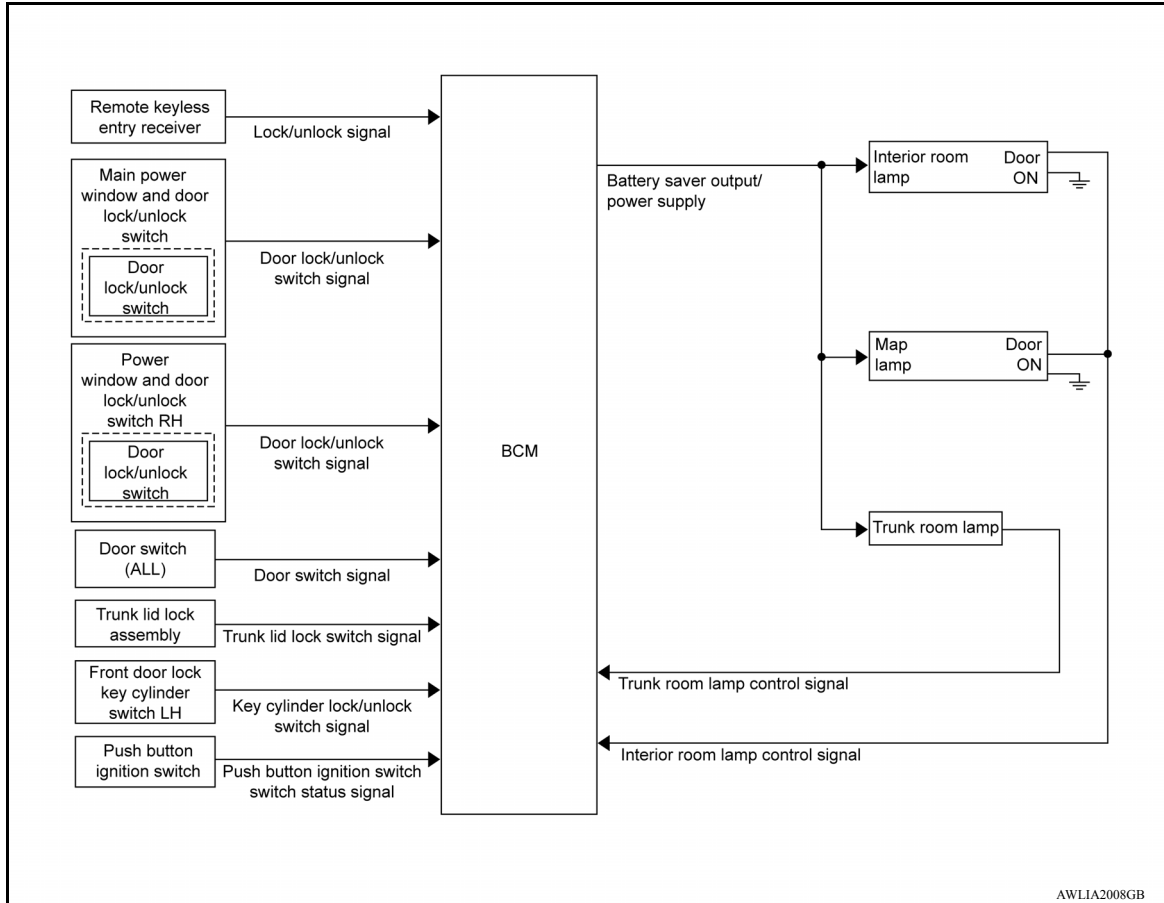 Remote keyless
entry receiver
Lock/unlock signal
Main power
window and door
lock/unlock
switch
Door
lock/unlock
switch
Door lock/unlock
switch signal
Power
window and door
lock/unlock
switch RH
Door
lock/unlock
switch
Door lock/unlock
switch signal
Door switch
(ALL)
Door switch signal
Trunk lid lock
assembly
Trunk lid lock switch signal
Front door lock
key cylinder
switch LH
Key cylinder lock/unlock
switch signal
Push button
ignition switch
Push button ignition switch
switch status signal
BCM
Battery saver output/
power supply
Interior room
lamp
Door
ON
Map
lamp
Door
ON
Trunk room lamp
Trunk room lamp control signal
Interior room lamp control signal
AWLIA2008GB